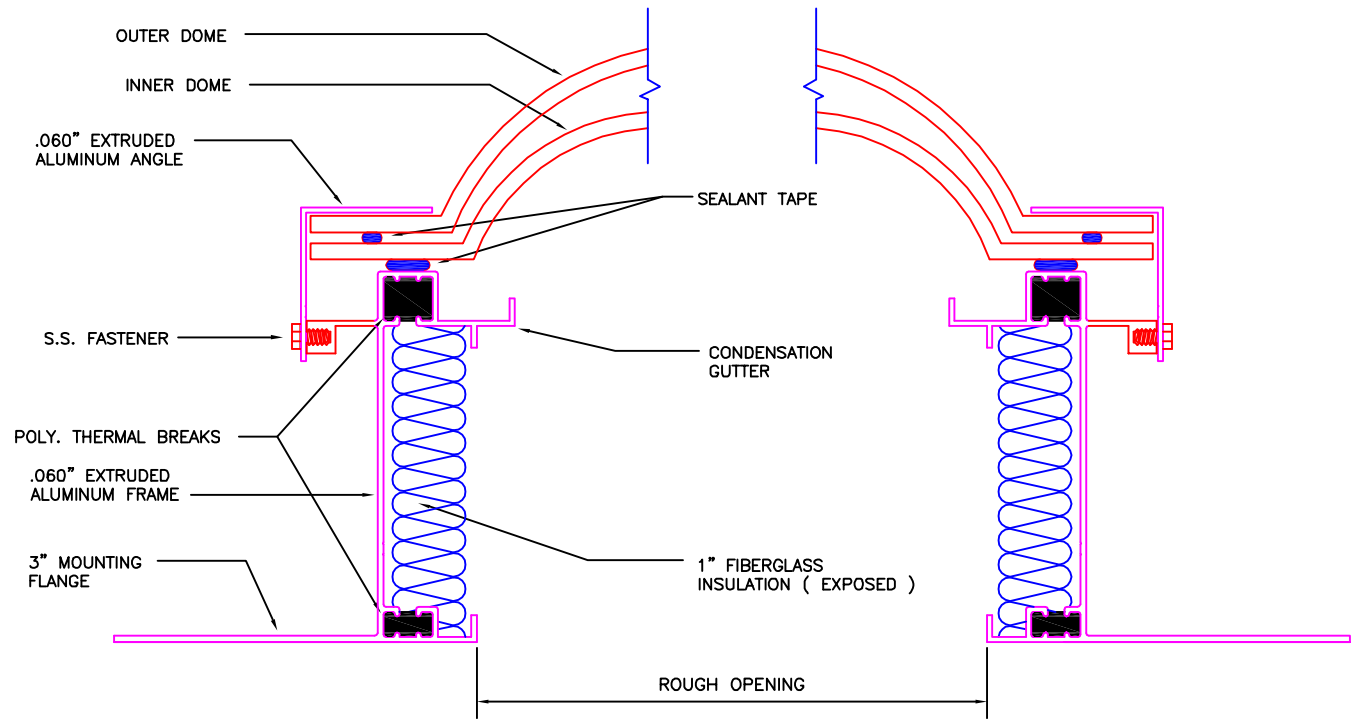 OUTER DOME
INNER DOME
.060" EXTRUDED
ALUMINUM ANGLE
SEALANT TAPE
S.S. FASTENER
CONDENSATION
GUTTER
POLY. THERMAL BREAKS
.060" EXTRUDED
ALUMINUM FRAME
3" MOUNTING
FLANGE
1" FIBERGLASS
INSULATION ( EXPOSED )
ROUGH OPENING